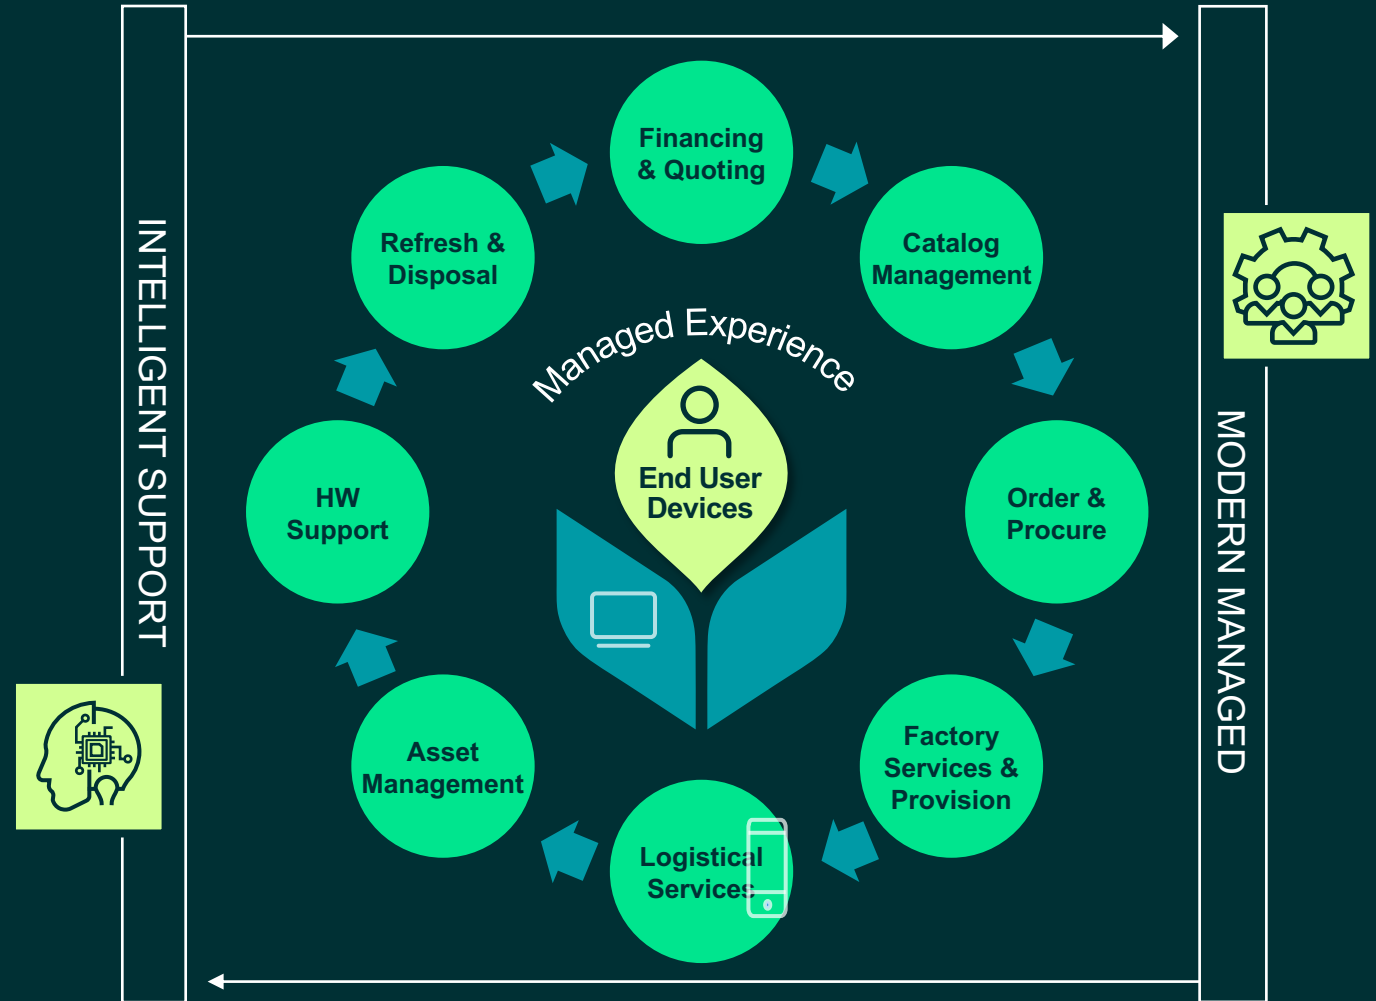 INTELLIGENT SUPPORT
Financing
& Quoting
Catalog
Management
Order &
Procure
Factory
Services &
Provision
Logistical
Services
Asset
Management
HW
Support
Refresh &
Disposal
Managed Experience
End User
Devices
MODERN MANAGED